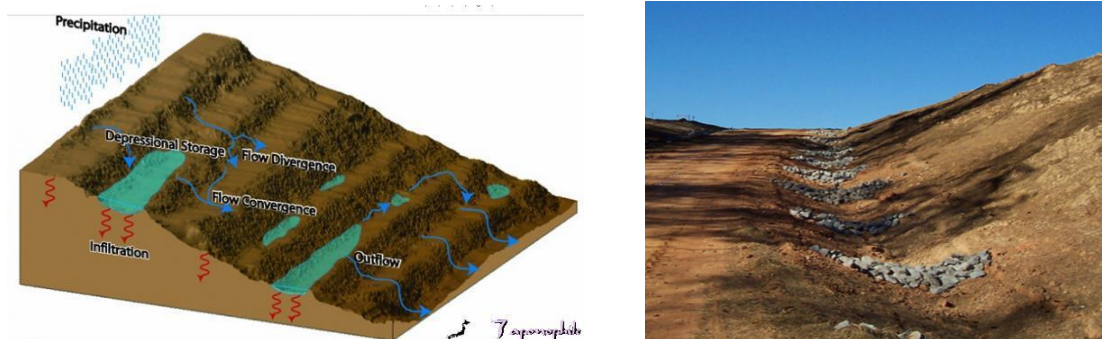 Precipitation
Depressional Storage
Flow Divergence
Flow Convergence
Infiltration
Outflow